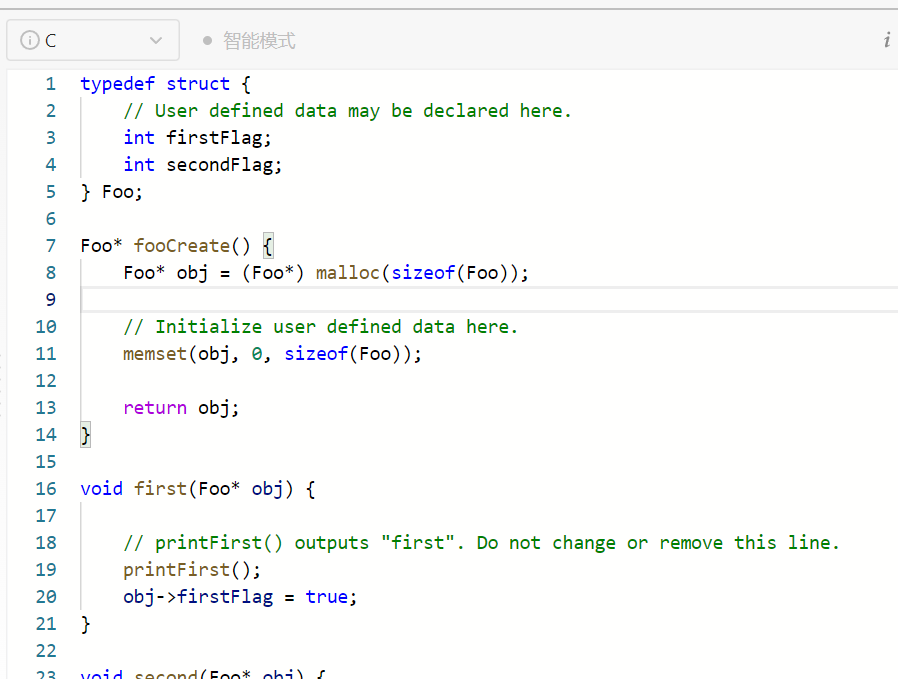 C 智能模式 i
1 typedef struct {
2 // User defined data may be declared here.
3 int firstFlag;
4 int secondFlag;
5 } Foo;
6
7 Foo* fooCreate() {
8 Foo* obj = (Foo*) malloc(sizeof(Foo));
9
10 // Initialize user defined data here.
11 memset(obj, 0, sizeof(Foo));
12
13 return obj;
14 }
15
16 void first(Foo* obj) {
17
18 // printFirst() outputs "first". Do not change or remove this line.
19 printFirst();
20 obj->firstFlag = true;
21 }
22
23 void second(Foo* obj) {